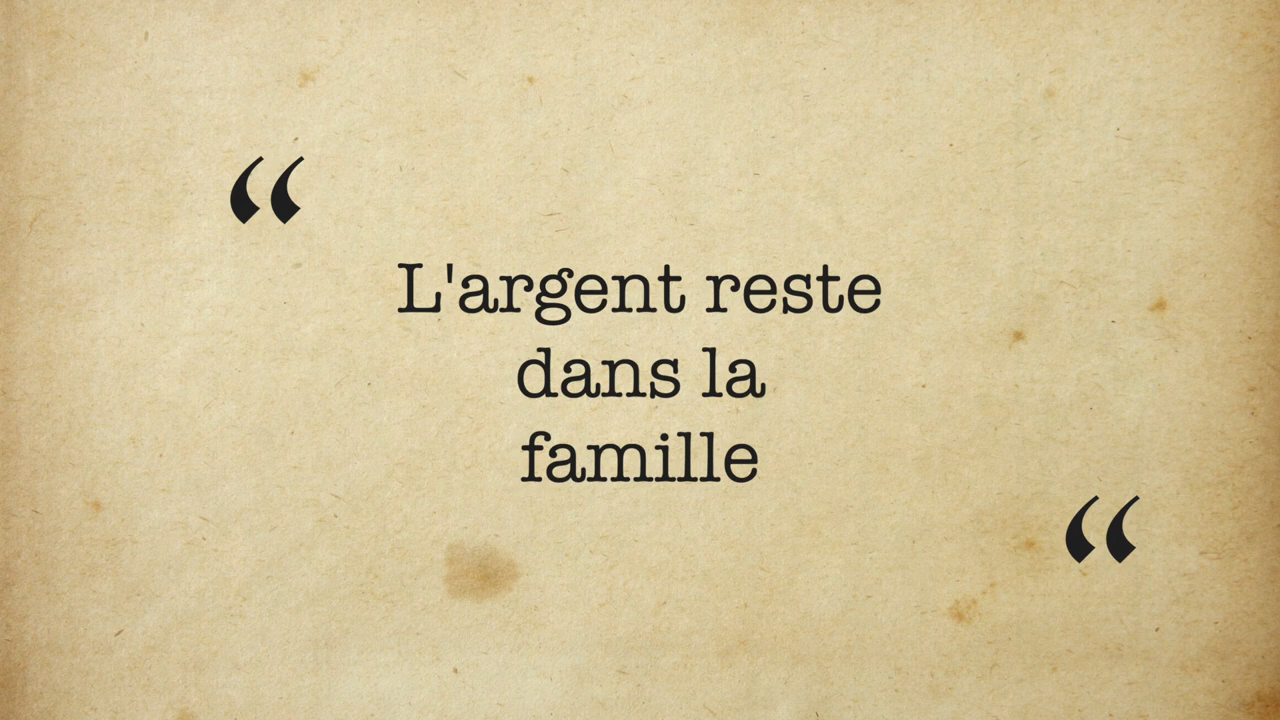 “
L'argent reste
dans la
famille
“